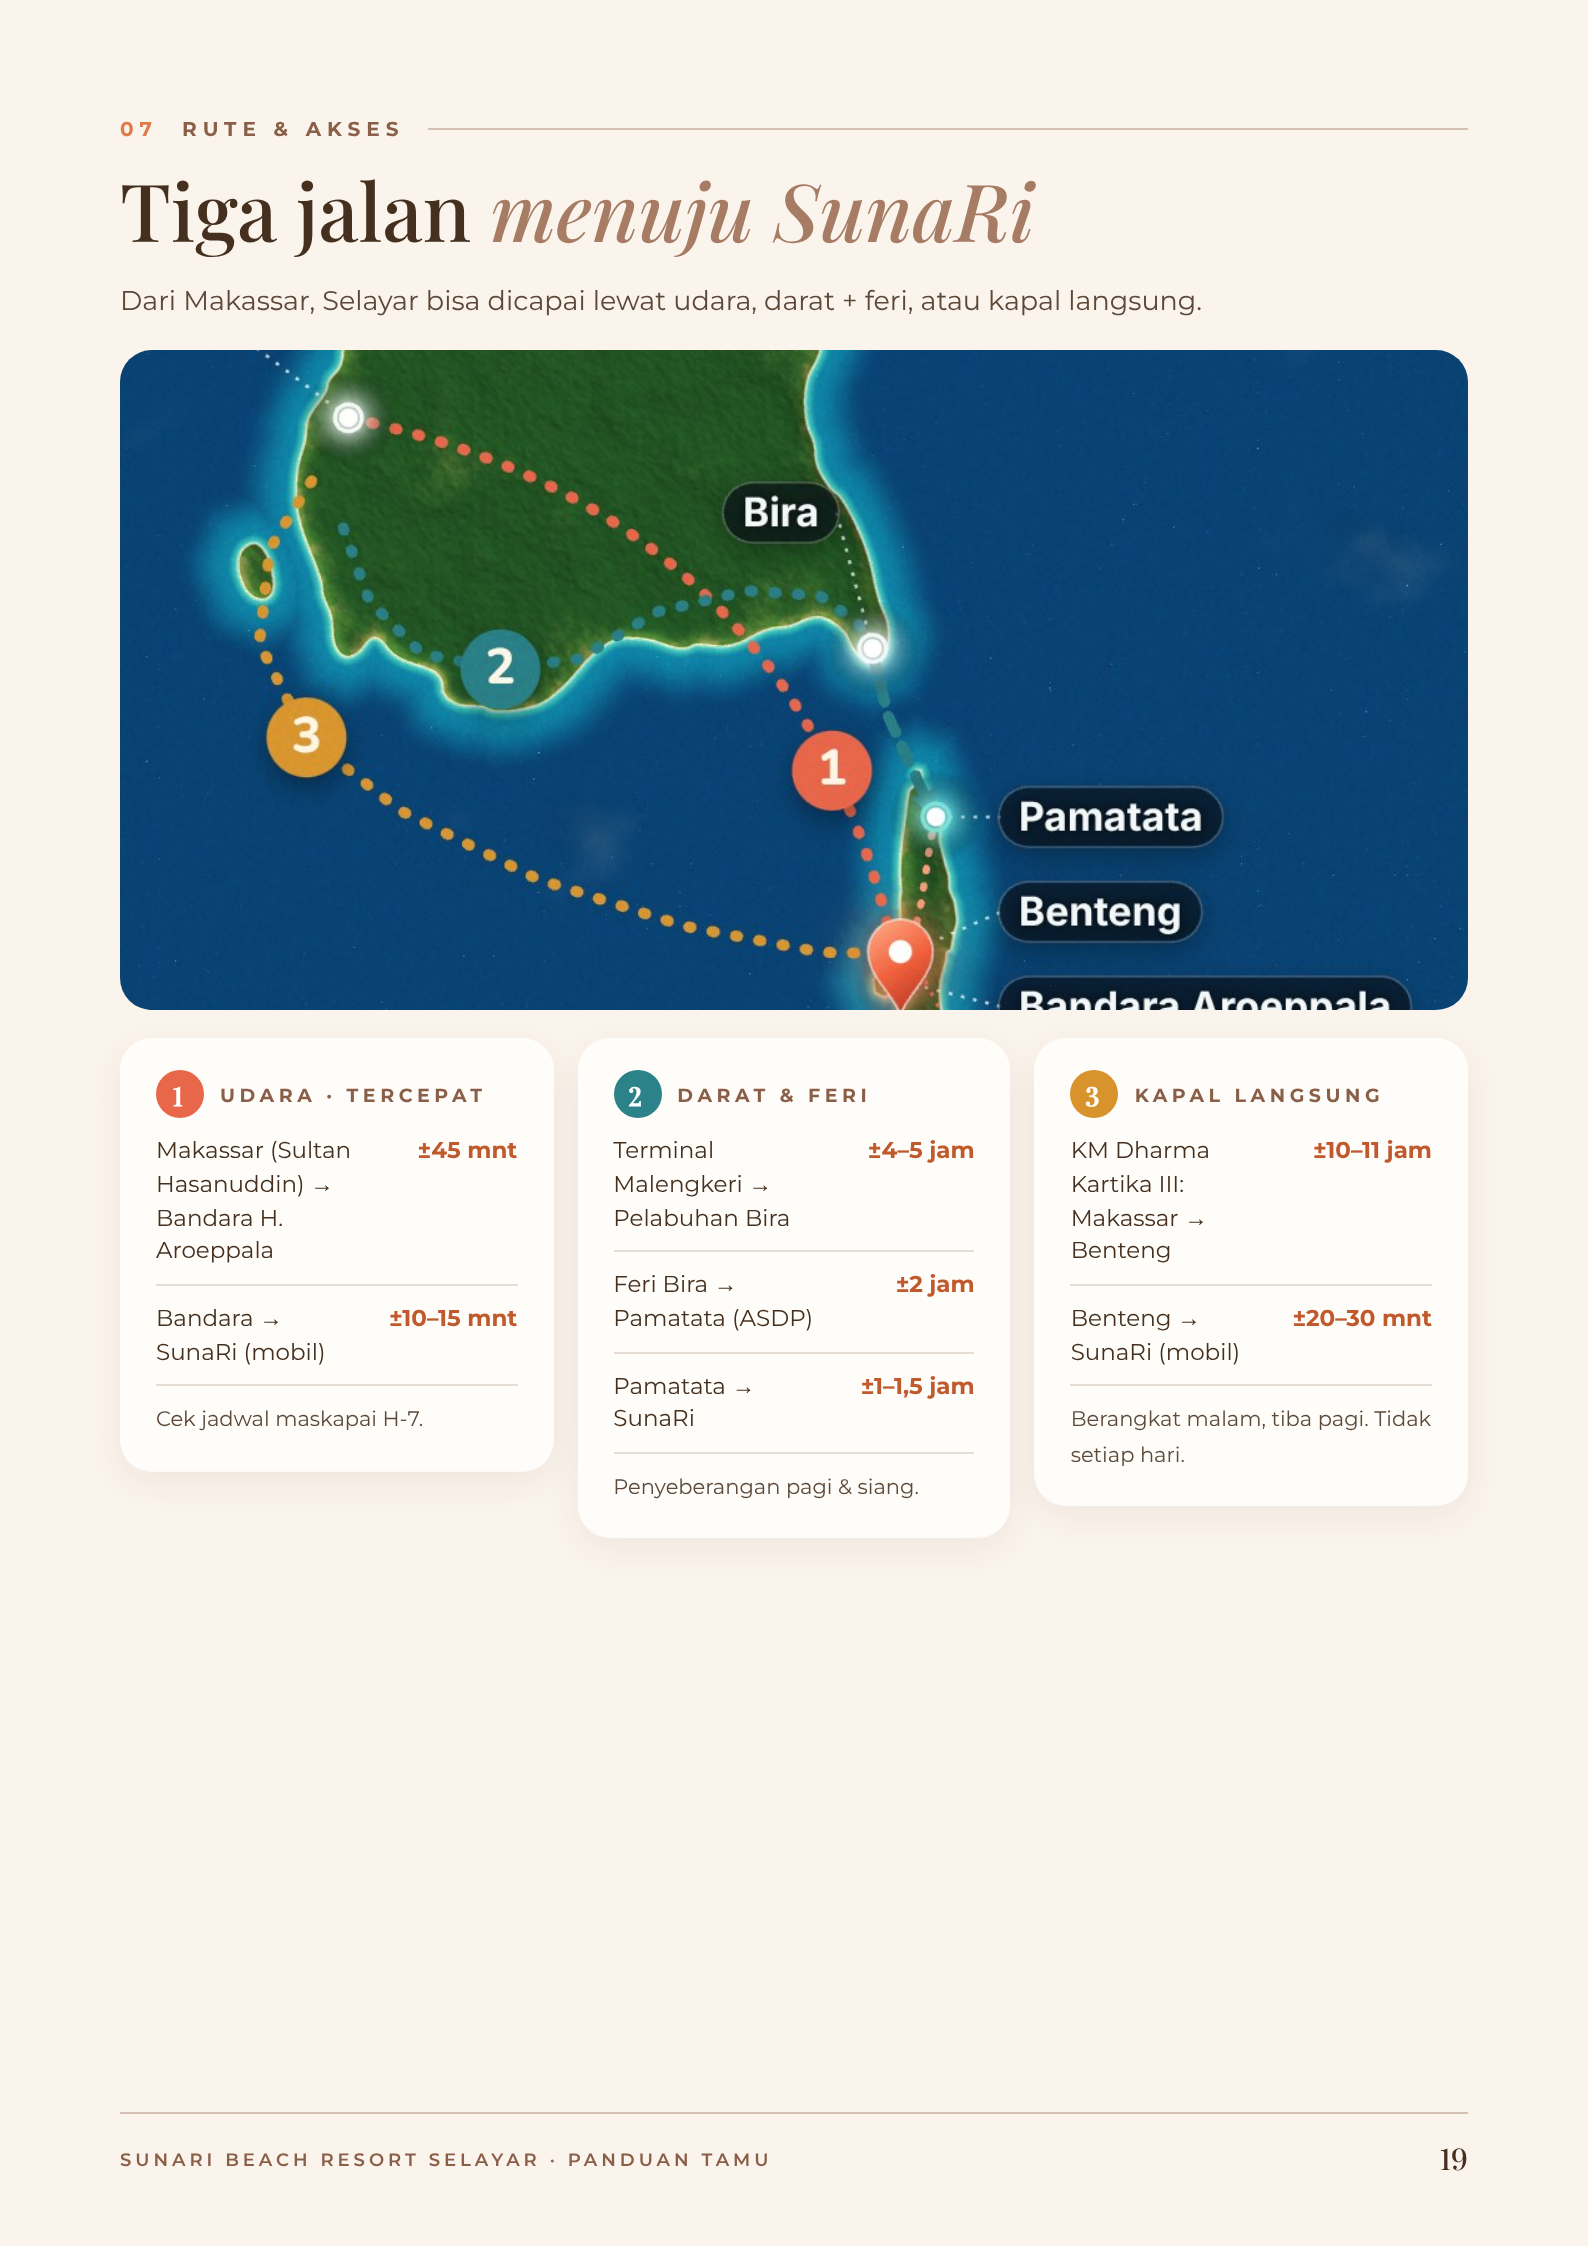 07 RUTE & AKSES
Tiga jalan menuju SunaRi
Dari Makassar, Selayar bisa dicapai lewat udara, darat + feri, atau kapal langsung.
Bira
2
3
1
Pamatata
Benteng
Bandara Aroeppala
1 UDARA · TERCEPAT
Makassar (Sultan ±45 mnt
Hasanuddin) →
Bandara H.
Aroeppala
Bandara → ±10–15 mnt
SunaRi (mobil)
Cek jadwal maskapai H-7.
2 DARAT & FERI
Terminal ±4–5 jam
Malengkeri →
Pelabuhan Bira
Feri Bira → ±2 jam
Pamatata (ASDP)
Pamatata → ±1–1,5 jam
SunaRi
Penyeberangan pagi & siang.
3 KAPAL LANGSUNG
KM Dharma ±10–11 jam
Kartika III:
Makassar →
Benteng
Benteng → ±20–30 mnt
SunaRi (mobil)
Berangkat malam, tiba pagi. Tidak
setiap hari.
SUNARI BEACH RESORT SELAYAR · PANDUAN TAMU 19